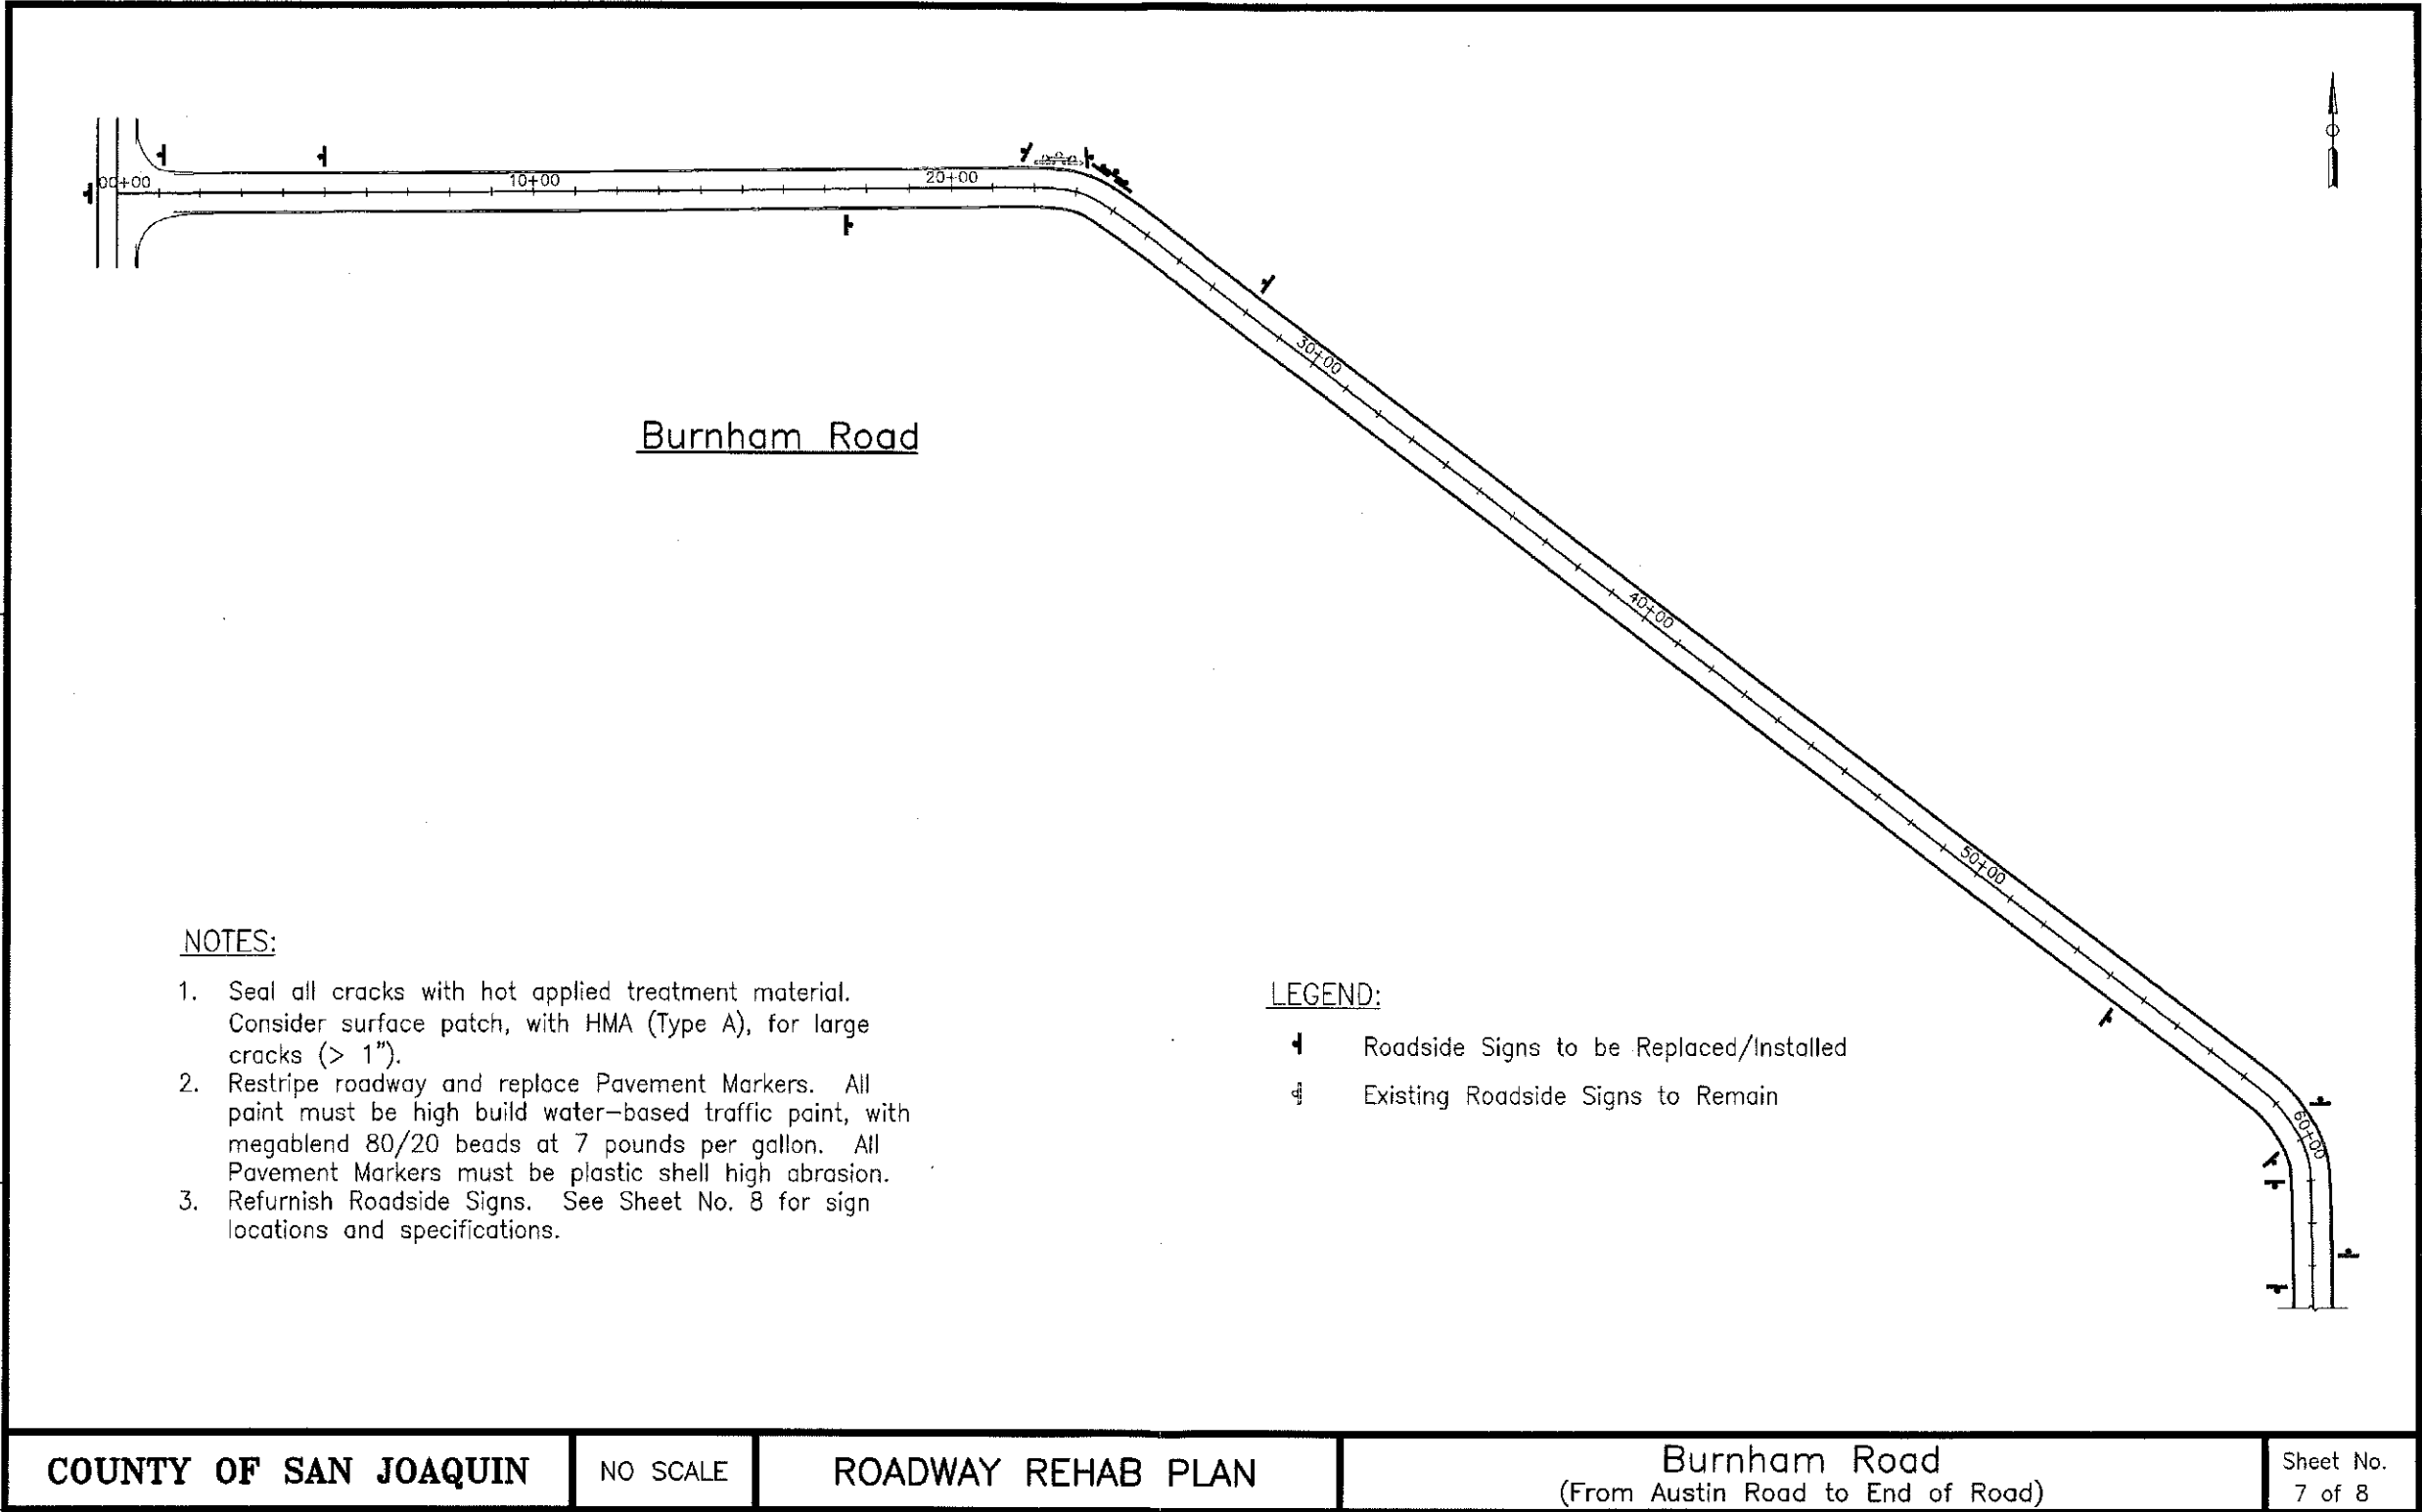 00+00
10+00
20+00
30+00
40+00
50+00
60+00
Burnham Road
NOTES:
1. Seal all cracks with hot applied treatment material.
Consider surface patch, with HMA (Type A), for large
cracks (> 1").
2. Restripe roadway and replace Pavement Markers. All
paint must be high build water-based traffic paint, with
megablend 80/20 beads at 7 pounds per gallon. All
Pavement Markers must be plastic shell high abrasion.
3. Refurnish Roadside Signs. See Sheet No. 8 for sign
locations and specifications.
LEGEND:
Roadside Signs to be Replaced/Installed
Existing Roadside Signs to Remain
COUNTY OF SAN JOAQUIN
NO SCALE
ROADWAY REHAB PLAN
Burnham Road
(From Austin Road to End of Road)
Sheet No.
7 of 8